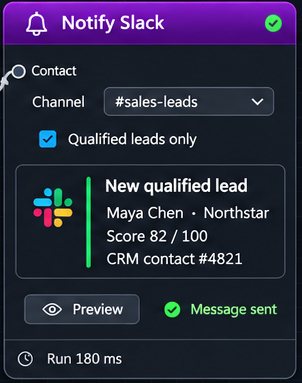 Notify Slack
Contact
Channel #sales-leads
Qualified leads only
New qualified lead
Maya Chen • Northstar
Score 82 / 100
CRM contact #4821
Preview Message sent
Run 180 ms